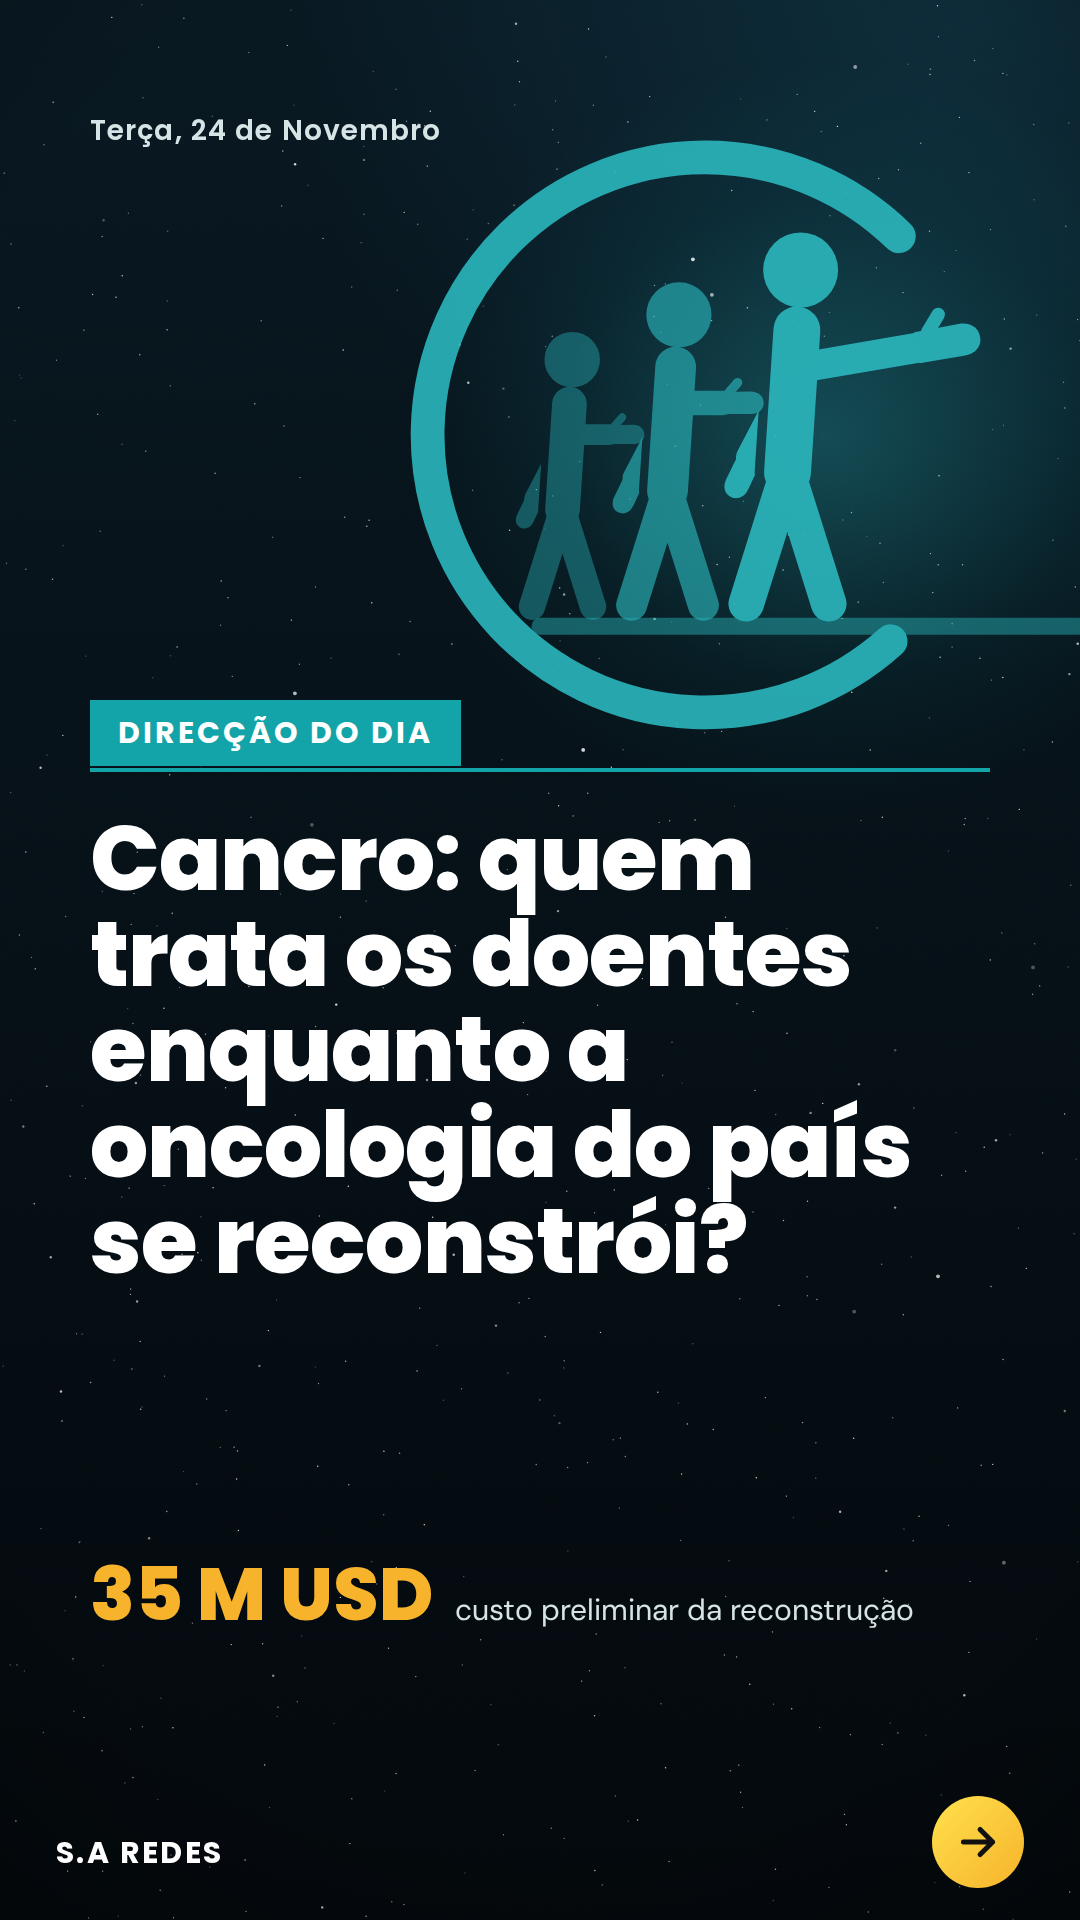 Terça, 24 de Novembro
DIRECÇÃO DO DIA
Cancro: quem
trata os doentes
enquanto a
oncologia do país
se reconstrói?
35 M USD custo preliminar da reconstrução
S.A REDES